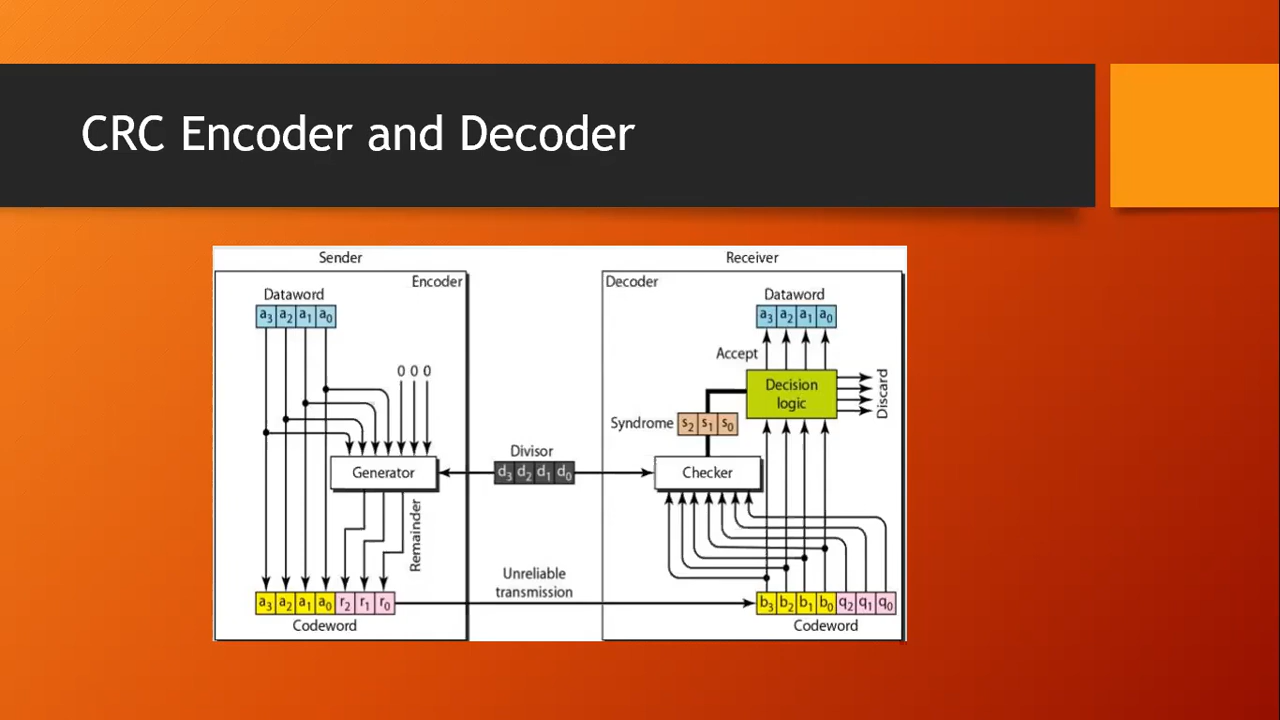 CRC Encoder and Decoder
Sender
Receiver
Encoder
Decoder
Dataword
a3 a2 a1 a0
Dataword
a3 a2 a1 a0
Accept
0 0 0
Decision
logic
Discard
Syndrome
s2 s1 s0
Divisor
d3 d2 d1 d0
Generator
Checker
Remainder
Unreliable
transmission
a3 a2 a1 a0 r2 r1 r0
b3 b2 b1 b0 q2 q1 q0
Codeword
Codeword